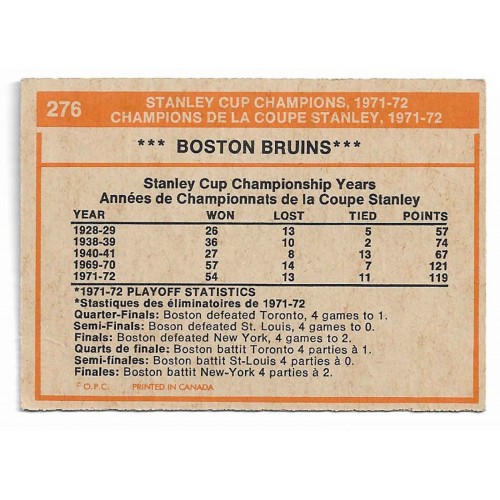 276
STANLEY CUP CHAMPIONS, 1971-72
CHAMPIONS DE LA COUPE STANLEY, 1971-72
*** BOSTON BRUINS ***
Stanley Cup Championship Years
Années de Championnats de la Coupe Stanley
YEAR WON LOST TIED POINTS
1928-29 26 13 5 57
1938-39 36 10 2 74
1940-41 27 8 13 67
1969-70 57 14 7 121
1971-72 54 13 11 119
*1971-72 PLAYOFF STATISTICS
*Stastiques des éliminatoires de 1971-72
Quarter-Finals: Boston defeated Toronto, 4 games to 1.
Semi-Finals: Boson defeated St. Louis, 4 games to 0.
Finals: Boston defeated New York, 4 games to 2.
Quarts de finale: Boston battit Toronto 4 parties à 1.
Semi-finales: Boston battit St-Louis 4 parties à 0.
Finales: Boston battit New-York 4 parties à 2.
O.P.C. PRINTED IN CANADA